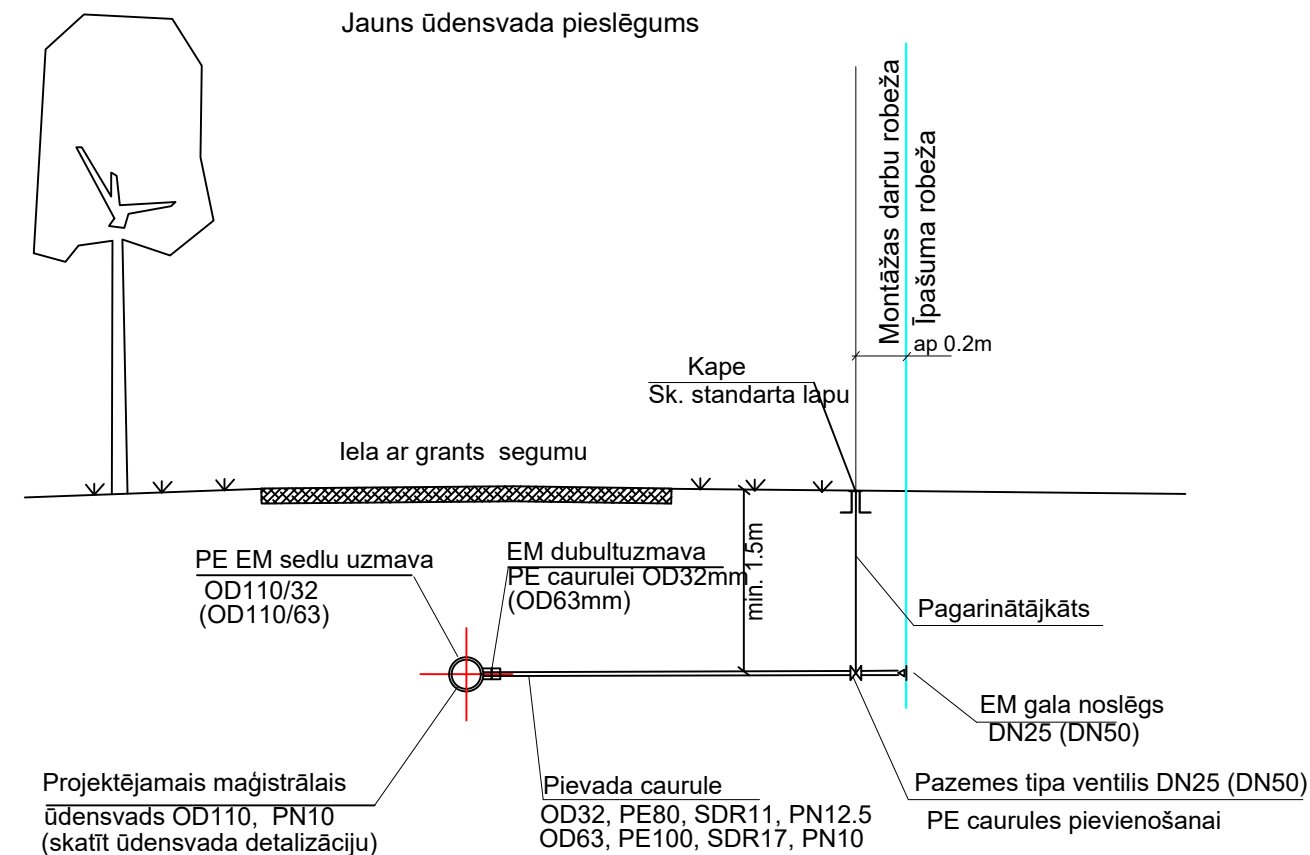 Jauns ūdensvada pieslēgums
Montāžas darbu robeža
Īpašuma robeža
ap 0.2m
Kape
Sk. standarta lapu
Iela ar grants segumu
PE EM sedlu uzmava
OD110/32
(OD110/63)
EM dubultuzmava
PE caurulei OD32mm
(OD63mm)
min. 1.5m
Pagarinātājkāts
EM gala noslēgs
DN25 (DN50)
Projektējamais maģistrālais
ūdensvads OD110, PN10
(skatīt ūdensvada detalizāciju)
Pievada caurule
OD32, PE80, SDR11, PN12.5
OD63, PE100, SDR17, PN10
Pazemes tipa ventilis DN25 (DN50)
PE caurules pievienošanai